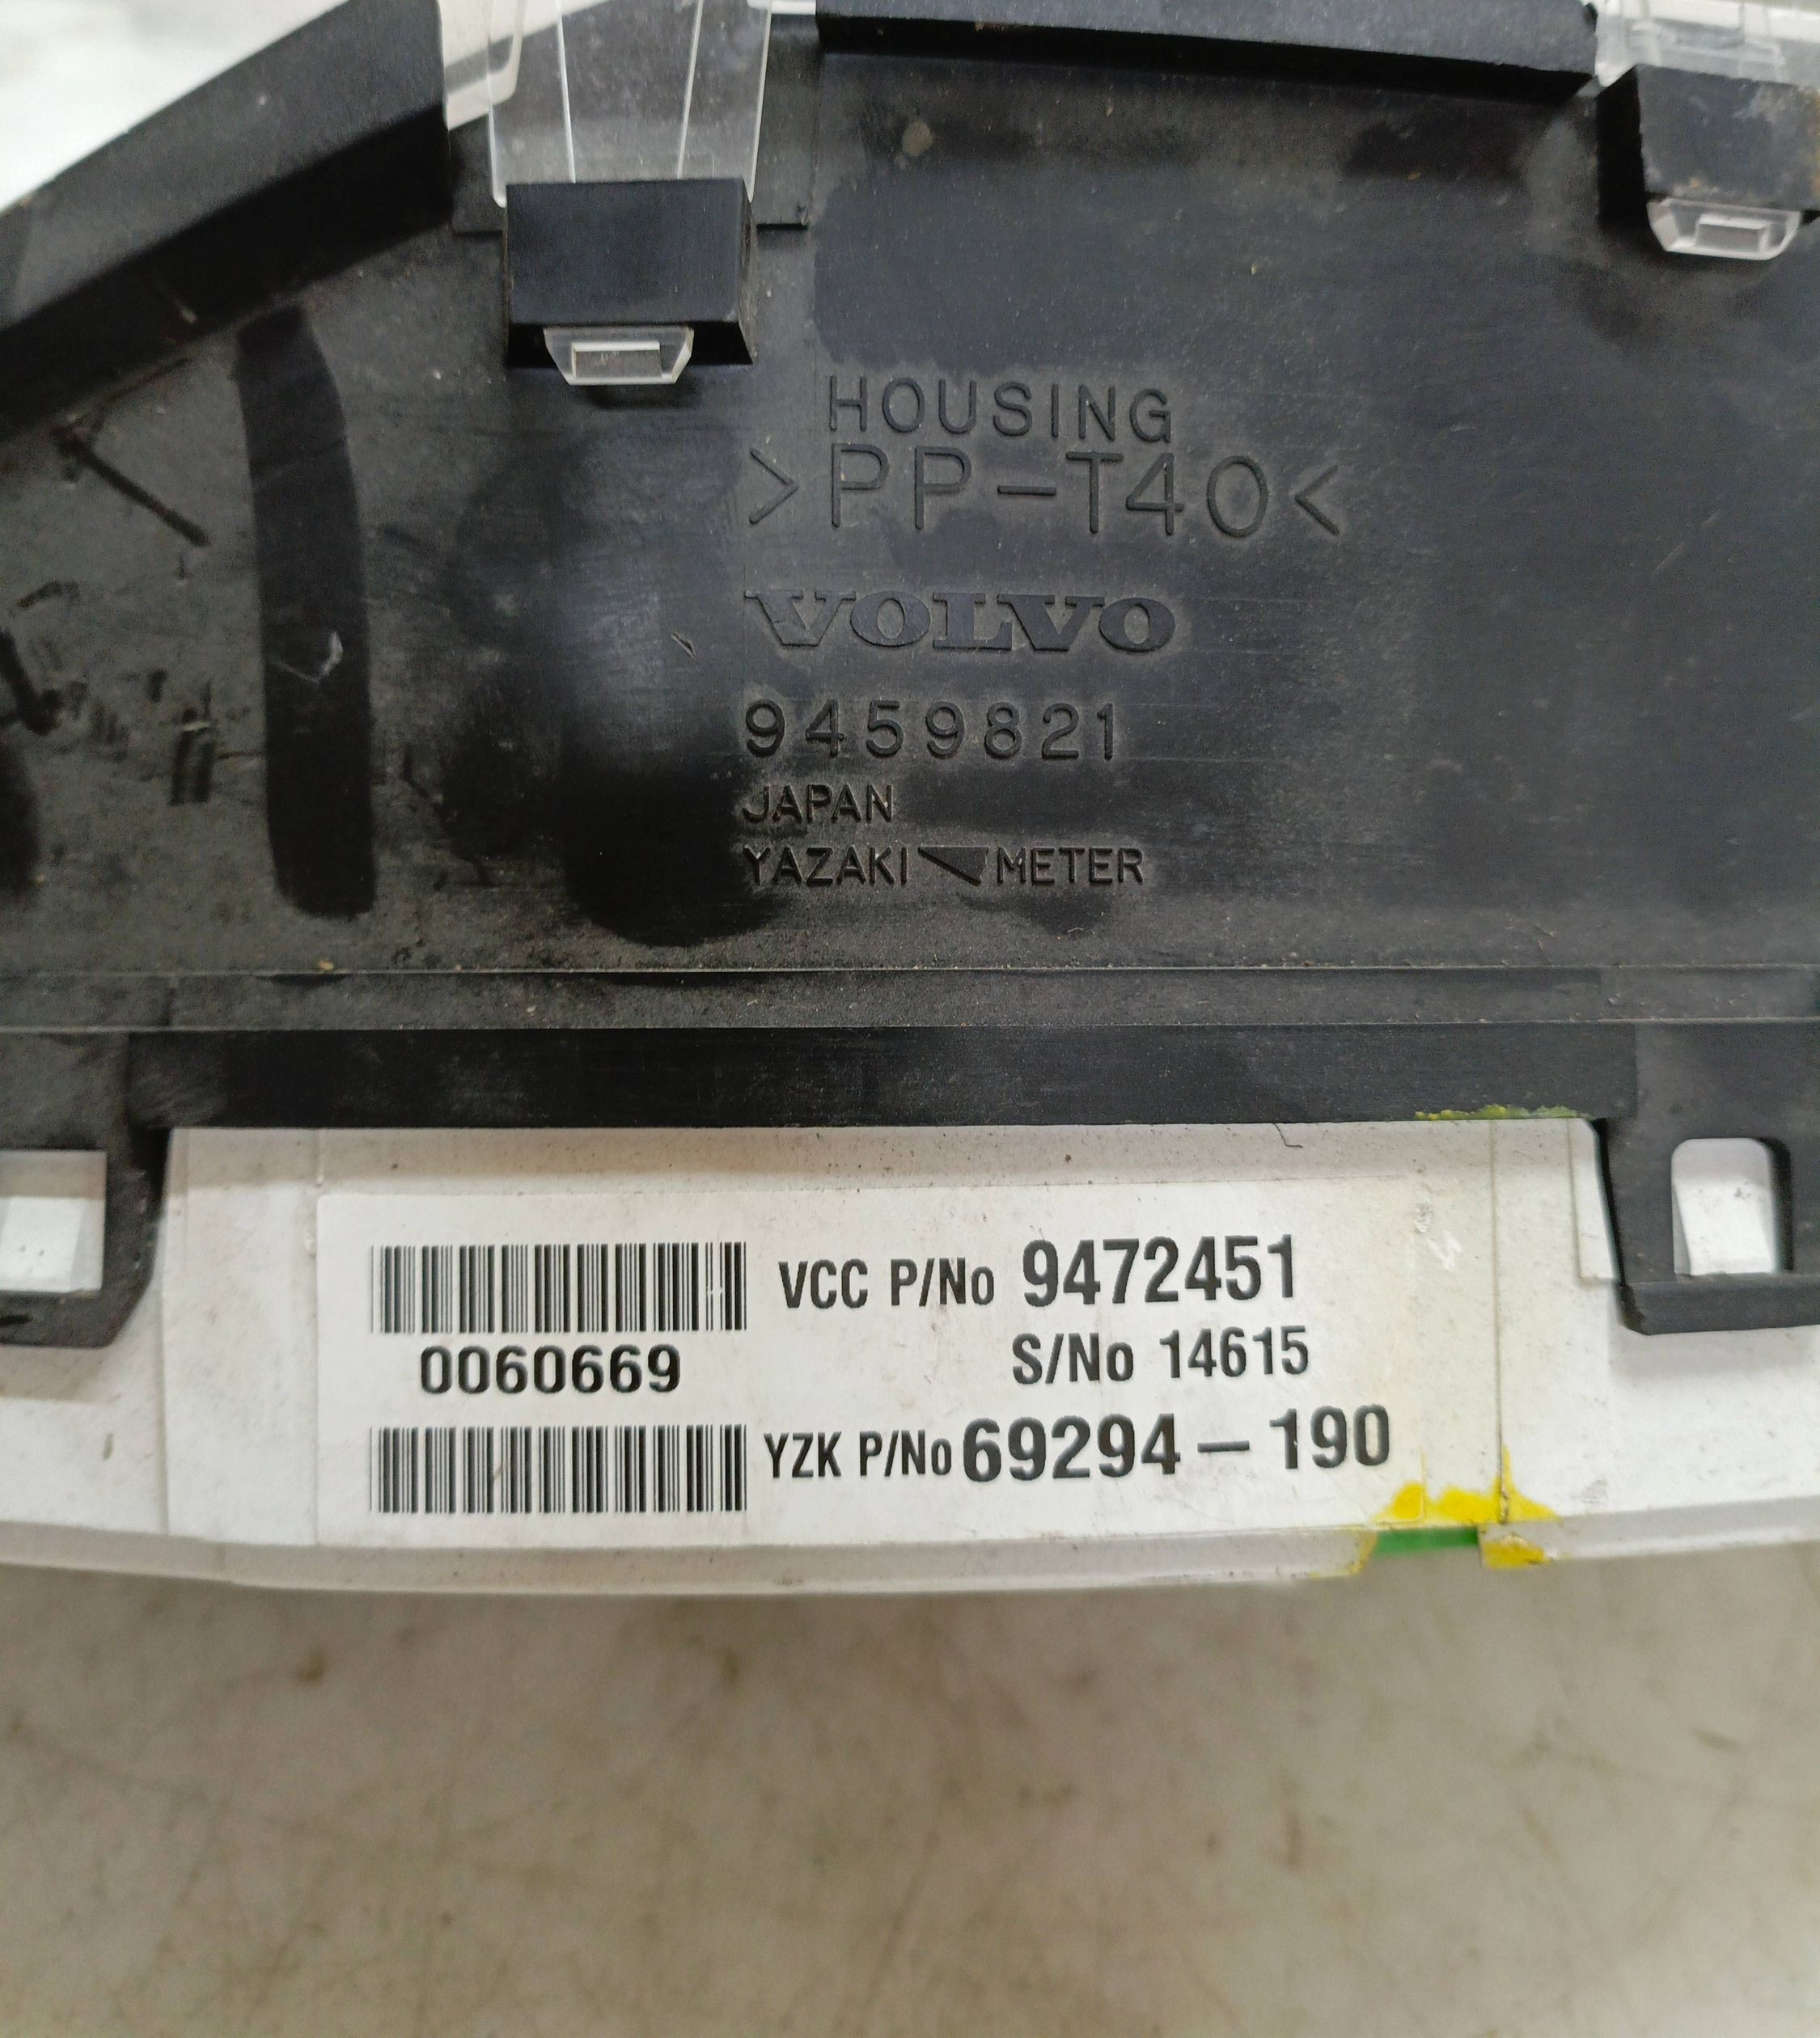 HOUSING
>PP-T40<
VOLVO
9459821
JAPAN
YAZAKI METER
VCC P/No 9472451
0060669
S/No 14615
YZK P/No 69294-190